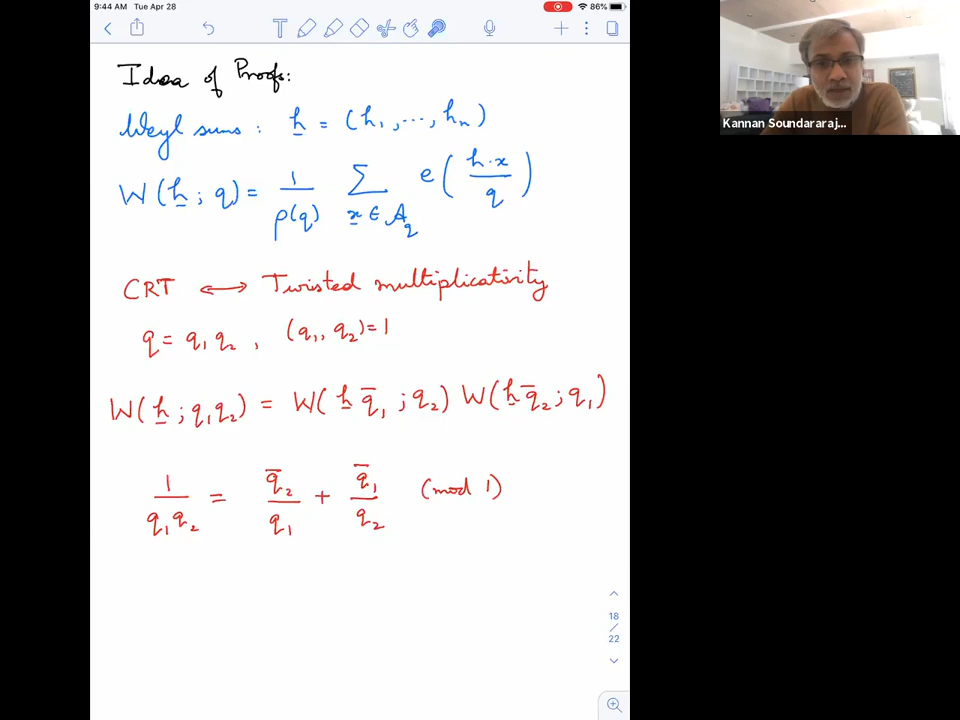 9:44 AM Tue Apr 28
86%
Idea of Proofs:
Weyl sums : h = (h₁, ..., hₙ)
W(h ; q) = 1/ρ(q) ∑_{x ∈ A_q} e(h·x/q)
CRT ⟷ Twisted multiplicativity
q = q₁ q₂ , (q₁, q₂) = 1
W(h ; q₁q₂) = W(h q̄₁ ; q₂) W(h q̄₂ ; q₁)
1/(q₁q₂) = q̄₂/q₁ + q̄₁/q₂ (mod 1)
18
/
22
Kannan Soundararaj...